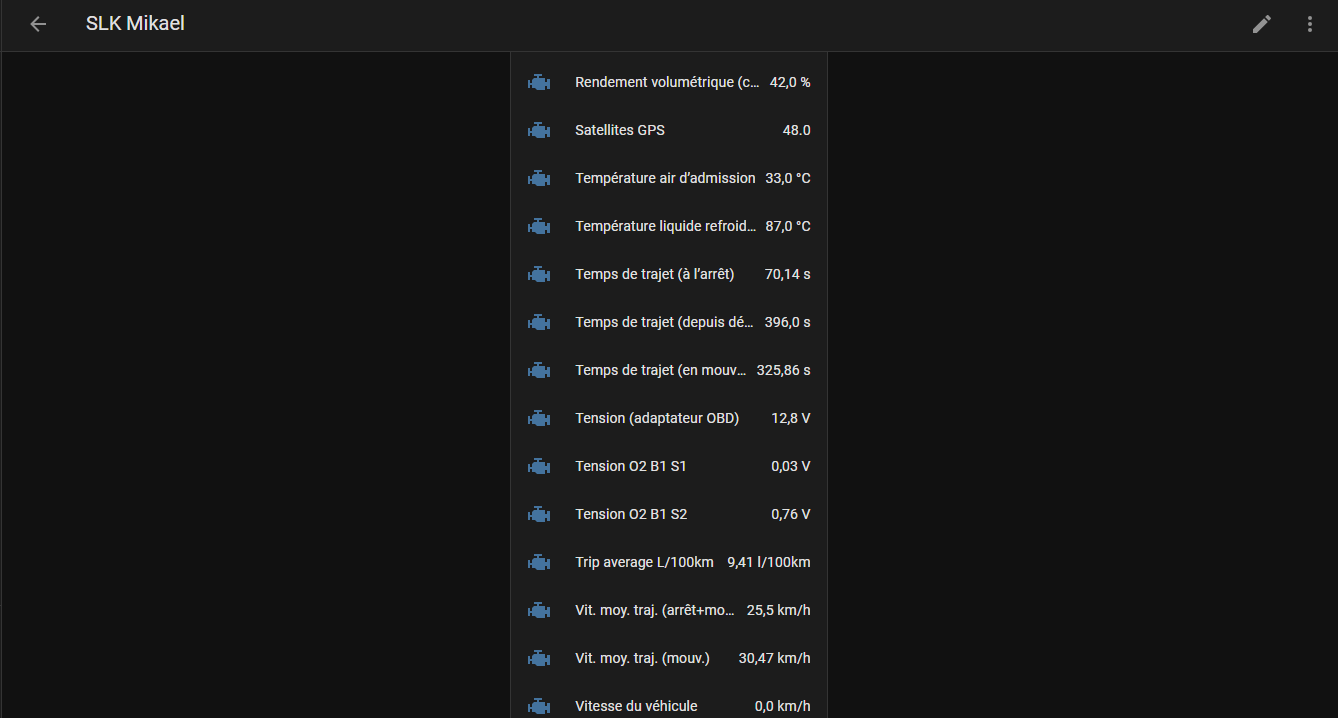 SLK Mikael
Rendement volumétrique (c… 42,0 %
Satellites GPS 48.0
Température air d’admission 33,0 °C
Température liquide refroid… 87,0 °C
Temps de trajet (à l’arrêt) 70,14 s
Temps de trajet (depuis dé… 396,0 s
Temps de trajet (en mouv… 325,86 s
Tension (adaptateur OBD) 12,8 V
Tension O2 B1 S1 0,03 V
Tension O2 B1 S2 0,76 V
Trip average L/100km 9,41 l/100km
Vit. moy. traj. (arrêt+mo… 25,5 km/h
Vit. moy. traj. (mouv.) 30,47 km/h
Vitesse du véhicule 0,0 km/h